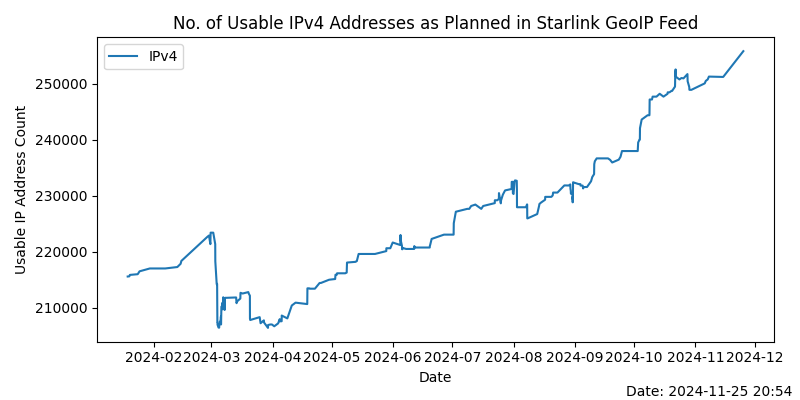 No. of Usable IPv4 Addresses as Planned in Starlink GeoIP Feed
IPv4
250000
240000
230000
220000
210000
Usable IP Address Count
2024-02 2024-03 2024-04 2024-05 2024-06 2024-07 2024-08 2024-09 2024-10 2024-11 2024-12
Date
Date: 2024-11-25 20:54